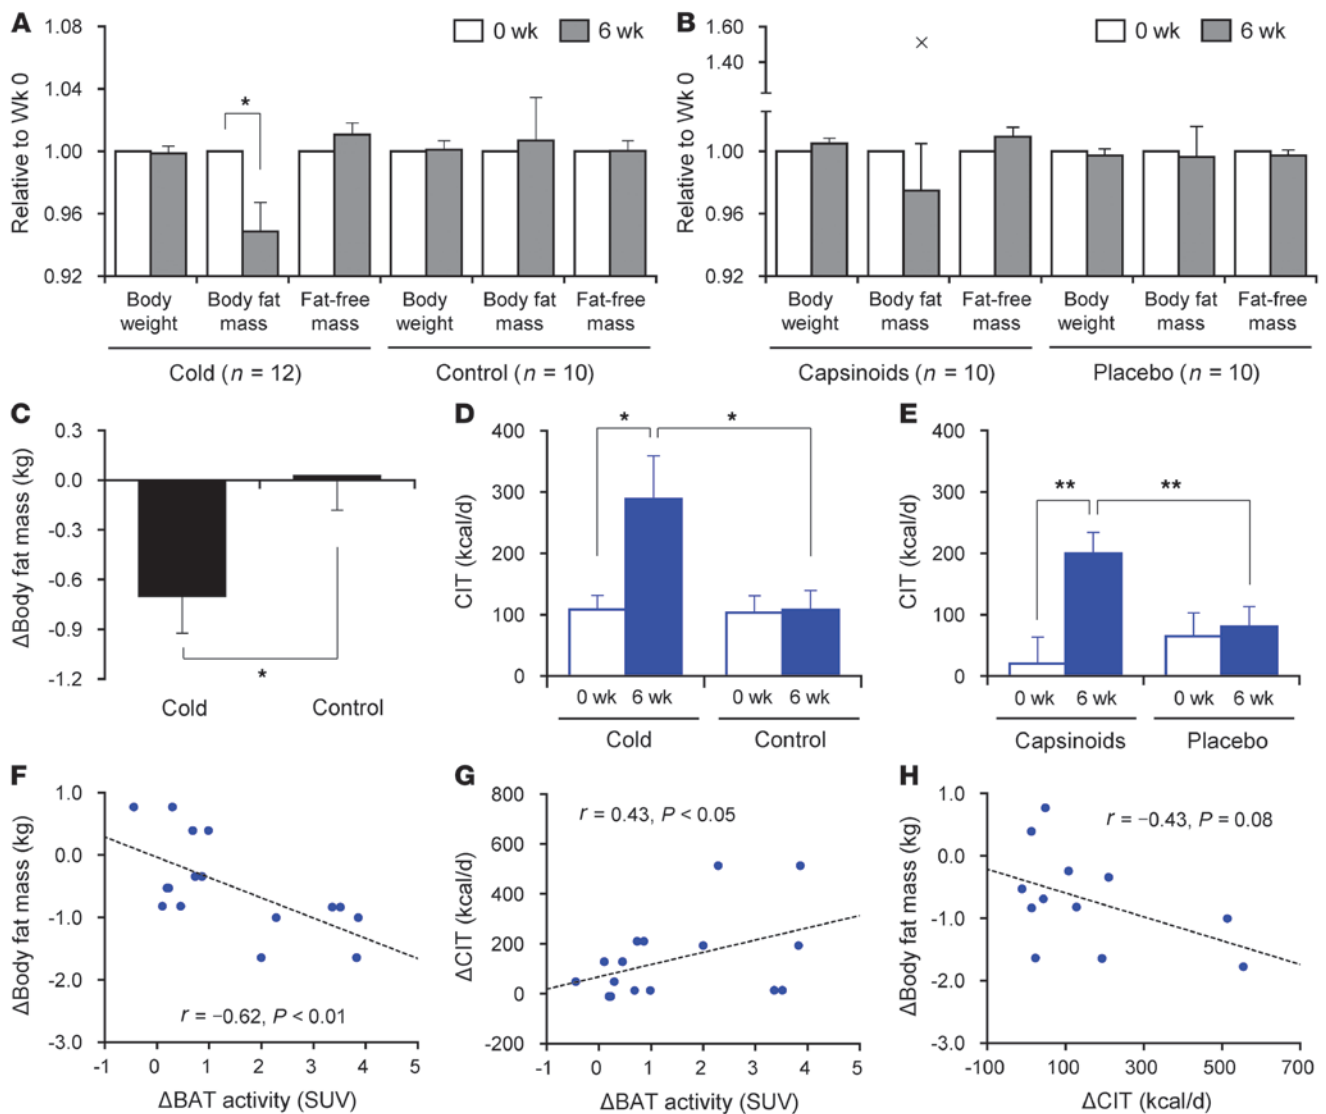 A
1.08
1.04
1.00
0.96
0.92
Relative to Wk 0
0 wk
6 wk
*
Body weight
Body fat mass
Fat-free mass
Body weight
Body fat mass
Fat-free mass
Cold (n = 12)
Control (n = 10)
B
1.60
1.40
1.00
0.96
0.92
Relative to Wk 0
0 wk
6 wk
×
Body weight
Body fat mass
Fat-free mass
Body weight
Body fat mass
Fat-free mass
Capsinoids (n = 10)
Placebo (n = 10)
C
0.3
0.0
-0.3
-0.6
-0.9
-1.2
ΔBody fat mass (kg)
*
Cold
Control
D
400
300
200
100
0
CIT (kcal/d)
*
*
0 wk
6 wk
0 wk
6 wk
Cold
Control
E
400
300
200
100
0
CIT (kcal/d)
**
**
0 wk
6 wk
0 wk
6 wk
Capsinoids
Placebo
F
1.0
0.0
-1.0
-2.0
-3.0
ΔBody fat mass (kg)
r = −0.62, P < 0.01
-1
0
1
2
3
4
5
ΔBAT activity (SUV)
G
800
600
400
200
0
-200
ΔCIT (kcal/d)
r = 0.43, P < 0.05
-1
0
1
2
3
4
5
ΔBAT activity (SUV)
H
1.0
0.0
-1.0
-2.0
-3.0
ΔBody fat mass (kg)
r = −0.43, P = 0.08
-100
100
300
500
700
ΔCIT (kcal/d)